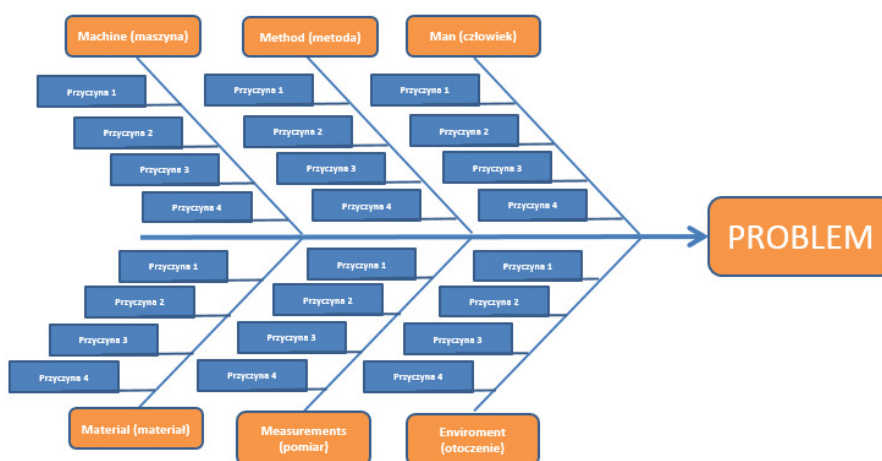 Machine (maszyna)
Method (metoda)
Man (człowiek)
Przyczyna 1
Przyczyna 1
Przyczyna 1
Przyczyna 2
Przyczyna 2
Przyczyna 2
Przyczyna 3
Przyczyna 3
Przyczyna 3
Przyczyna 4
Przyczyna 4
Przyczyna 4
PROBLEM
Przyczyna 1
Przyczyna 1
Przyczyna 1
Przyczyna 2
Przyczyna 2
Przyczyna 2
Przyczyna 3
Przyczyna 3
Przyczyna 3
Przyczyna 4
Przyczyna 4
Przyczyna 4
Material (materiał)
Measurements
(pomiar)
Enviroment
(otoczenie)